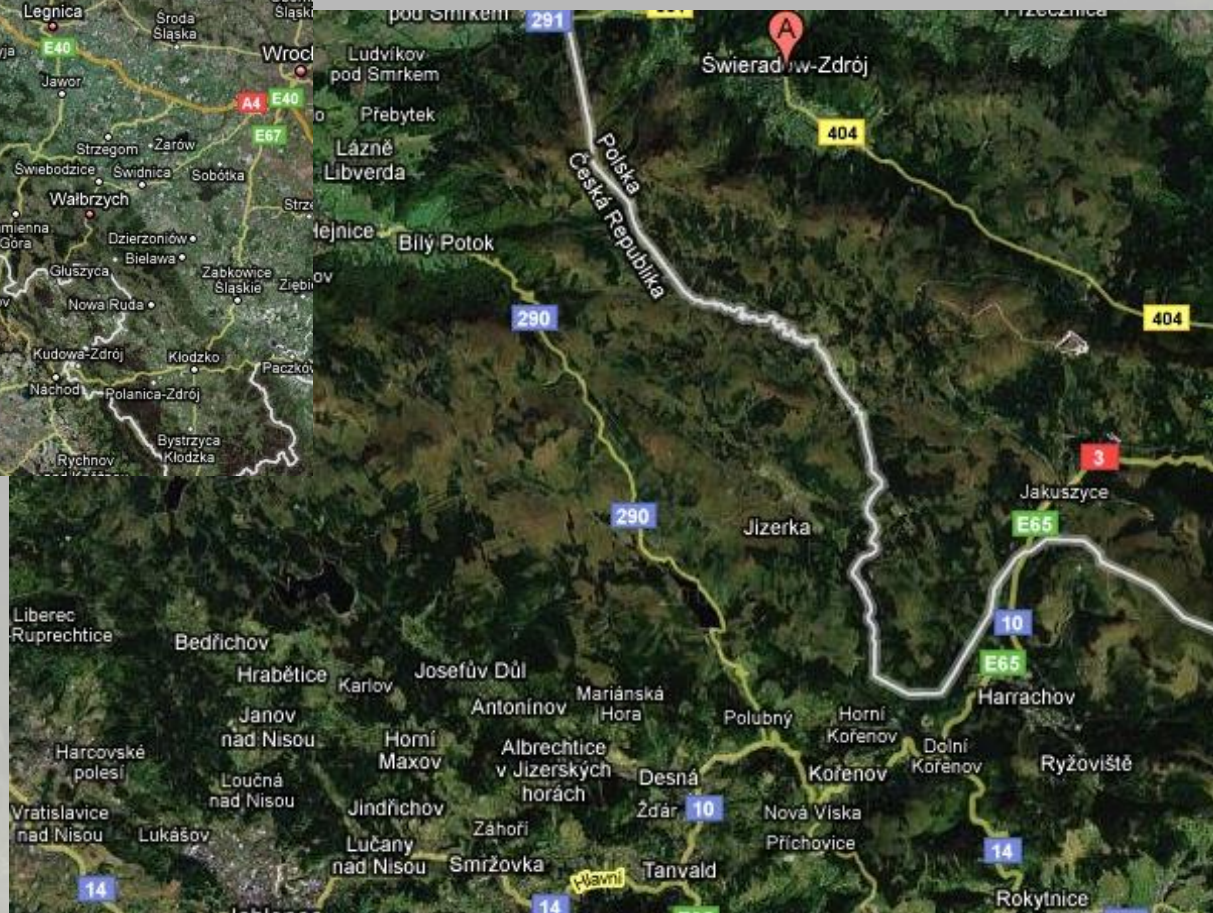 Legnica
Środa
Śląska
E40
Jawor
A4
E40
E67
Strzegom
Żarów
Świebodzice
Świdnica
Sobótka
Wałbrzych
Góra
Dzierżoniów
Bielawa
Głuszyca
Ząbkowice
Śląskie
Nowa Ruda
Kudowa-Zdrój
Kłodzko
Náchod
Polanica-Zdrój
Bystrzyca
Kłodzka
Rychnov
pod Smrkem
291
A
Ludvíkov
pod Smrkem
Świeradów-Zdrój
Přebytek
404
Lázně
Libverda
Polska
Česká Republika
Hejnice
Bílý Potok
290
404
3
Jakuszyce
290
Jizerka
E65
Liberec
-Ruprechtice
Bedřichov
10
E65
Hrabětice
Karlov
Josefův Důl
Harrachov
Antonínov
Mariánská
Hora
Janov
nad Nisou
Polubný
Horní
Kořenov
Harcovské
polesí
Horní
Maxov
Albrechtice
v Jizerských
horách
Dolní
Kořenov
Ryžoviště
Loučná
nad Nisou
Desná
Kořenov
Jindřichov
Žďár
10
Nová Víska
Vratislavice
nad Nisou
Lukášov
Záhoří
Příchovice
Lučany
nad Nisou
Smržovka
Tanvald
14
14
Hlavní
14
Rokytnice